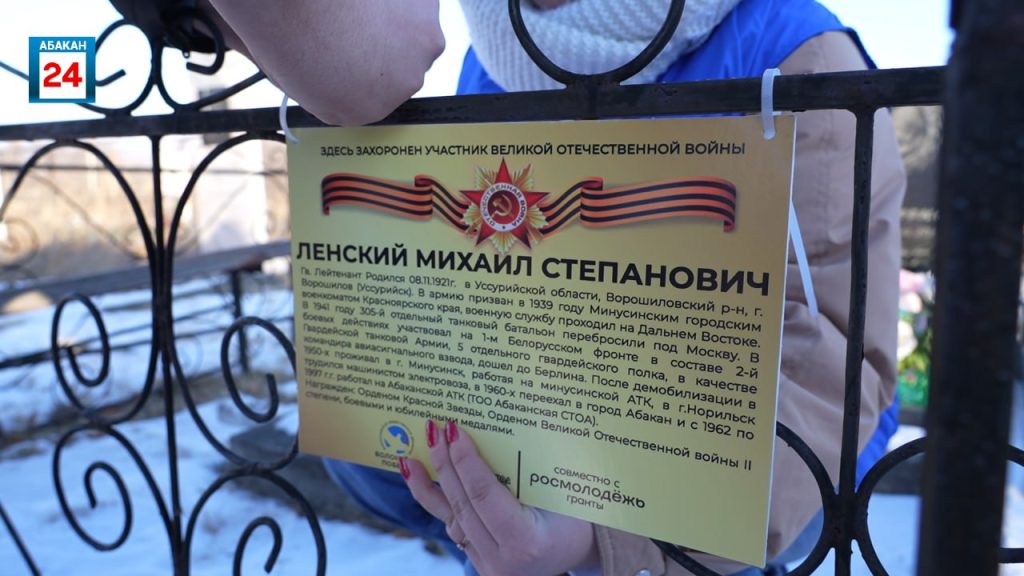 АБАКАН
24
ЗДЕСЬ ЗАХОРОНЕН УЧАСТНИК ВЕЛИКОЙ ОТЕЧЕСТВЕННОЙ ВОЙНЫ
ОТЕЧЕСТВЕННАЯ ВОЙНА
ЛЕНСКИЙ МИХАИЛ СТЕПАНОВИЧ
Гв. Лейтенант Родился 08.11.1921г. в Уссурийской области, Ворошиловский р-н, г.
Ворошилов (Уссурийск). В армию призван в 1939 году Минусинским городским
военкоматом Красноярского края, военную службу проходил на Дальнем Востоке.
В 1941 году 305-й отдельный танковый батальон перебросили под Москву. В
боевых действиях участвовал на 1-м Белорусском фронте в составе 2-й
Гвардейской танковой Армии, 5 отдельного гвардейского полка, в качестве
командира авиасигнального взвода, дошел до Берлина. После демобилизации в
1950-х проживал в г. Минусинск, работая на минусинской АТК, в г.Норильск
трудился машинистом электровоза, в 1960-х переехал в город Абакан и с 1962 по
1997 г. работал на Абаканской АТК (ТОО Абаканская СТОА).
Награжден: Орденом Красной Звезды, Орденом Великой Отечественной войны II
степени, боевыми и юбилейными медалями.
ВОЛО
ПОБЕ
совместно с
росмолодёжь
гранты